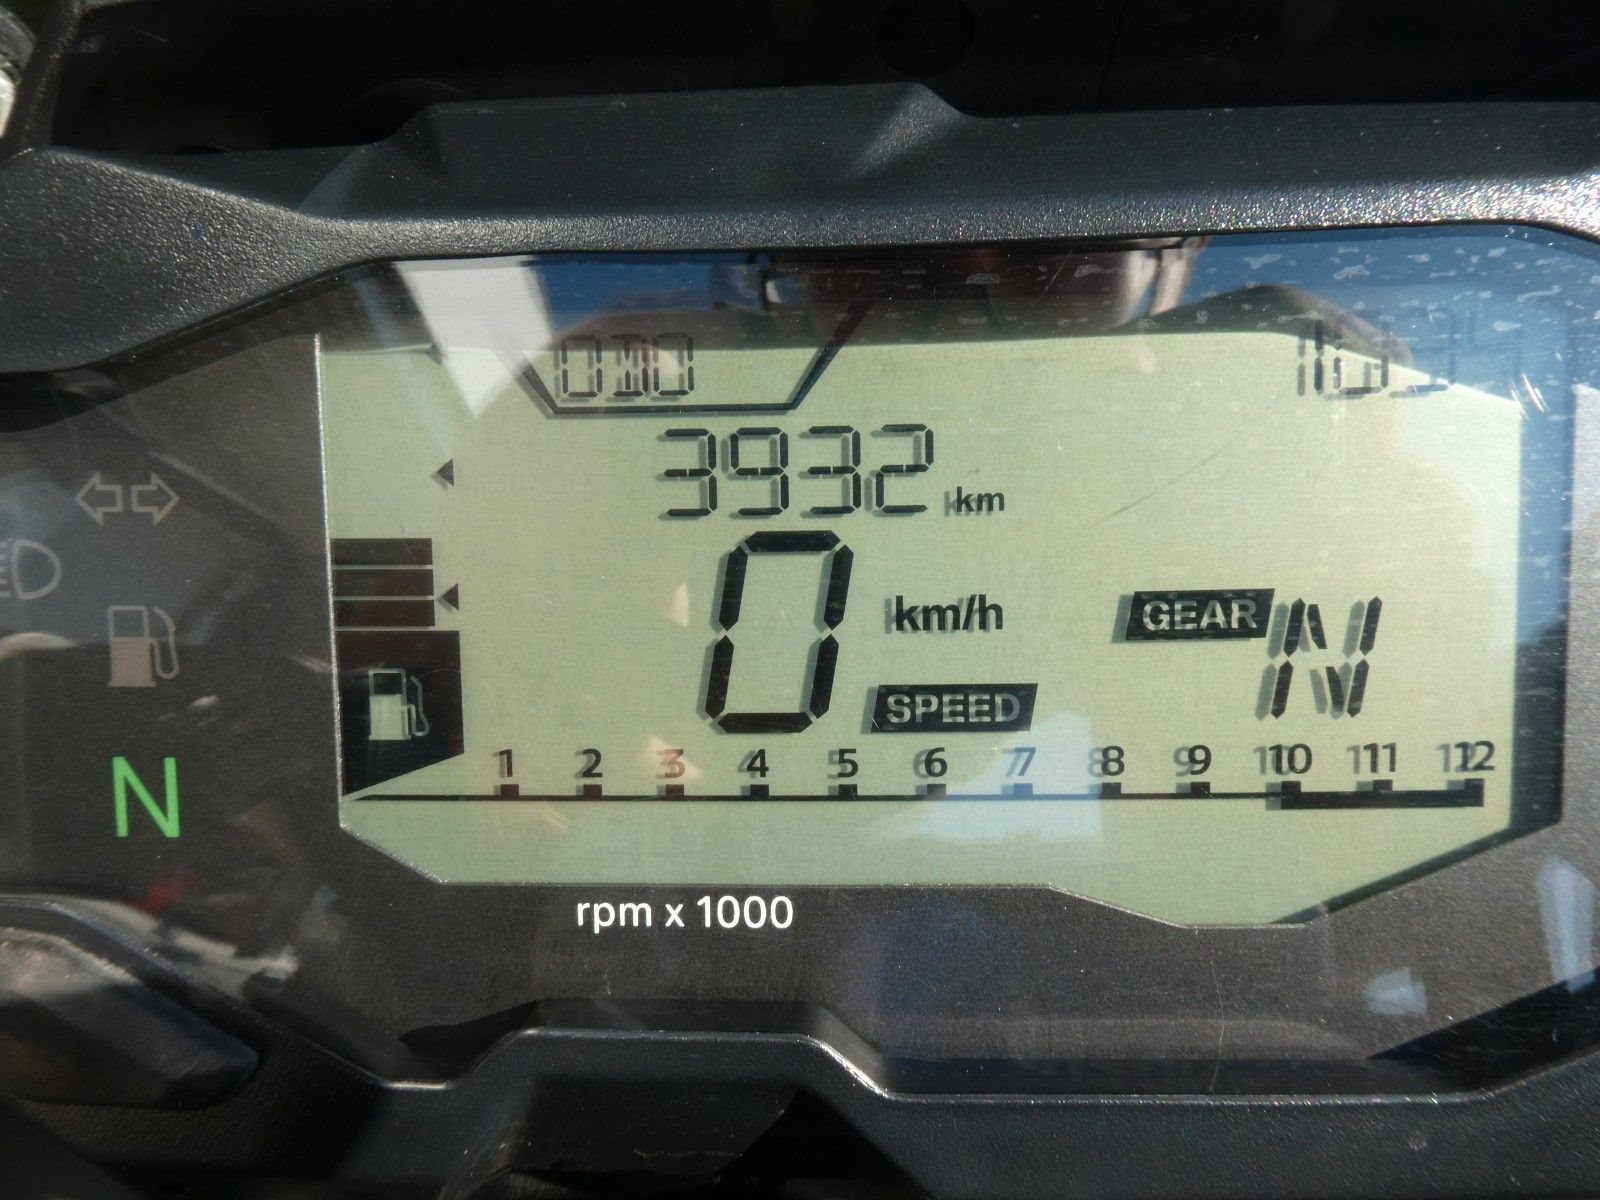 ODO
3932 km
0 km/h
GEAR N
SPEED
1 2 3 4 5 6 7 8 9 10 11 12
N
rpm x 1000